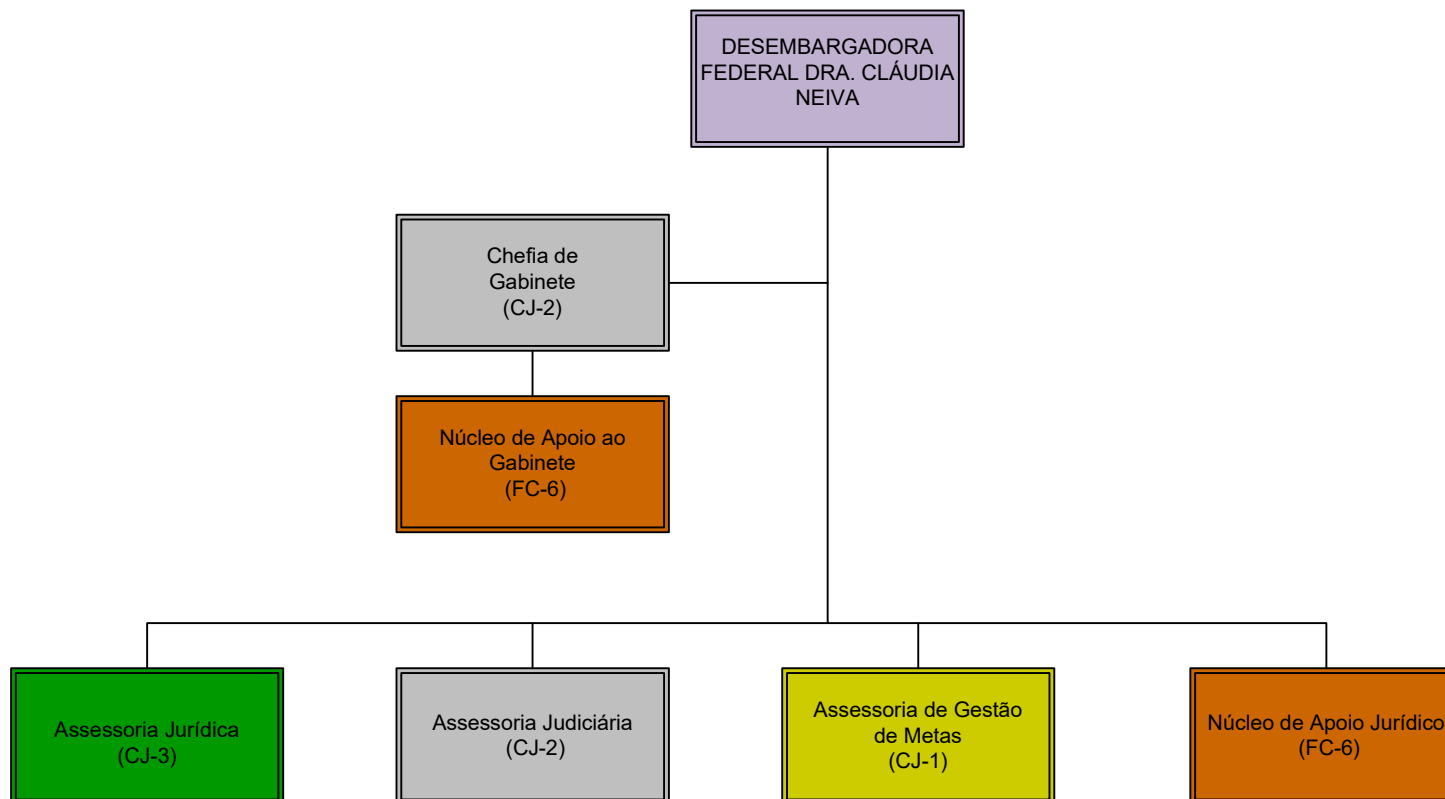 DESEMBARGADORA
FEDERAL DRA. CLÁUDIA
NEIVA
Chefia de
Gabinete
(CJ-2)
Núcleo de Apoio ao
Gabinete
(FC-6)
Assessoria Jurídica
(CJ-3)
Assessoria Judiciária
(CJ-2)
Assessoria de Gestão
de Metas
(CJ-1)
Núcleo de Apoio Jurídico
(FC-6)